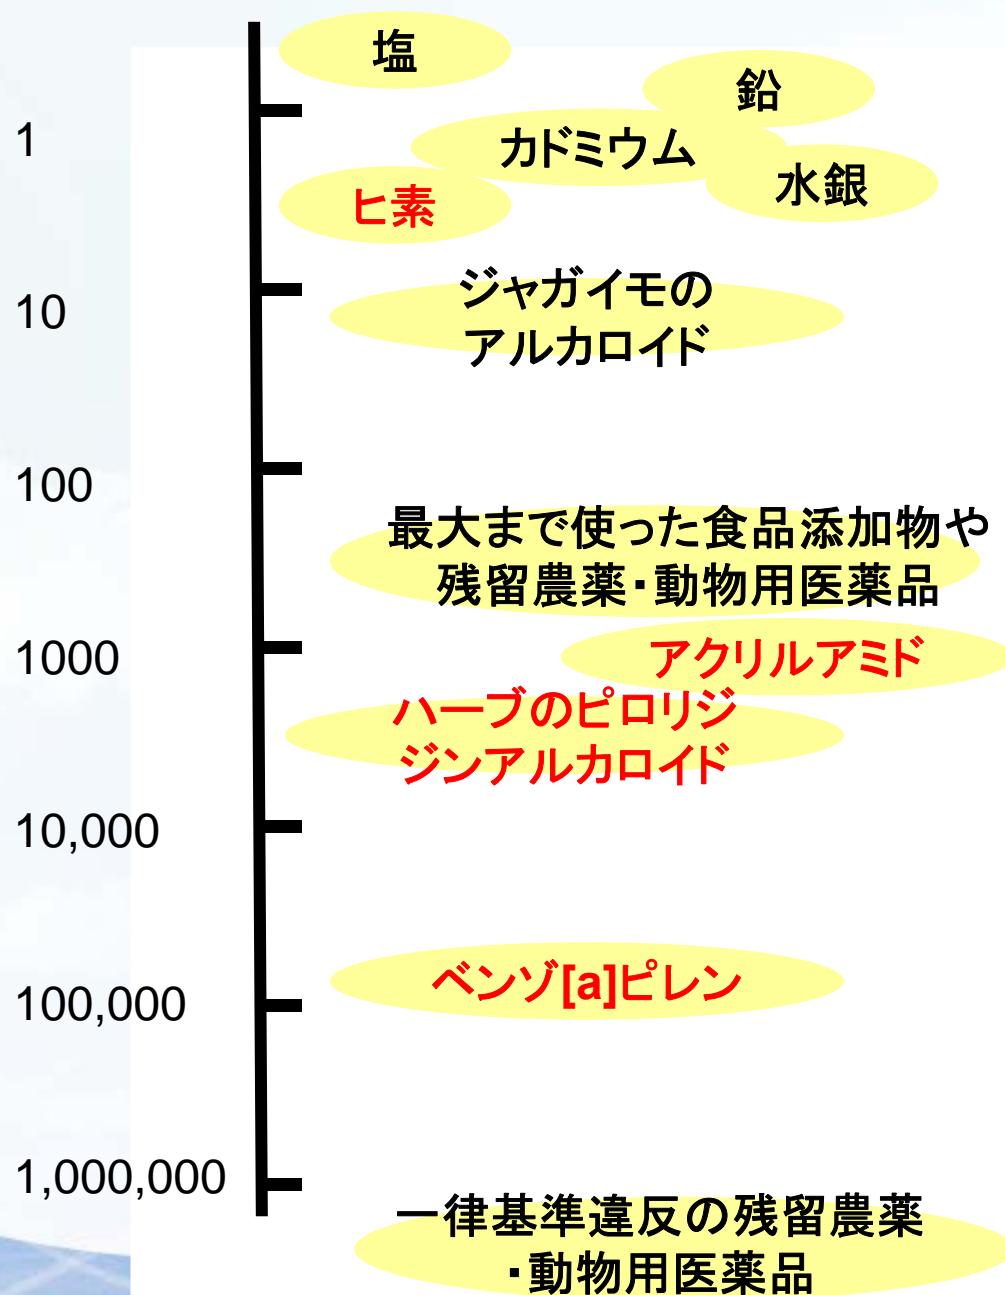 塩
鉛
1
カドミウム
水銀
ヒ素
10
ジャガイモの
アルカロイド
100
最大まで使った食品添加物や
残留農薬・動物用医薬品
1000
アクリルアミド
ハーブのピロリジ
ジンアルカロイド
10,000
ベンゾ[a]ピレン
100,000
1,000,000
一律基準違反の残留農薬
・動物用医薬品